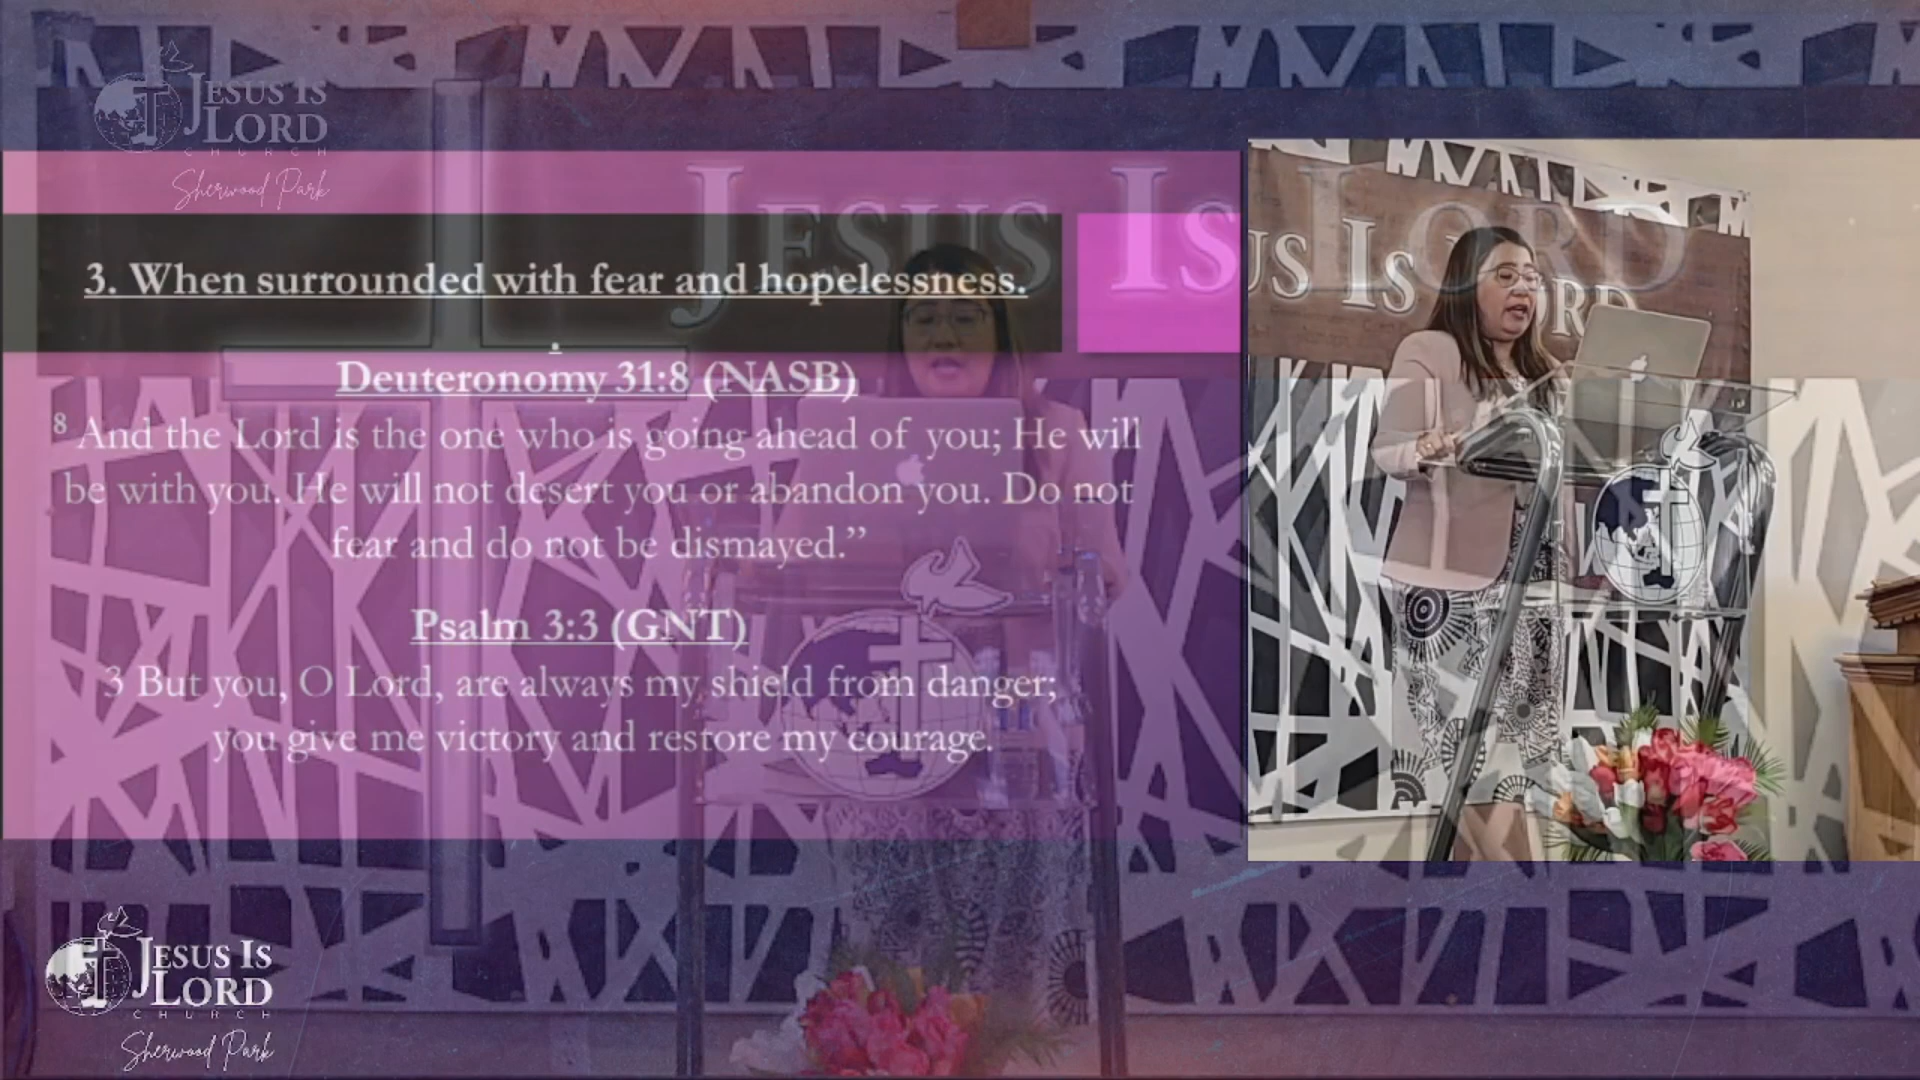 JESUS IS
LORD
CHURCH
Sherwood Park
JESUS IS LORD
US IS LORD
3. When surrounded with fear and hopelessness.
.
Deuteronomy 31:8 (NASB)
8 And the Lord is the one who is going ahead of you; He will
be with you. He will not desert you or abandon you. Do not
fear and do not be dismayed.”
Psalm 3:3 (GNT)
3 But you, O Lord, are always my shield from danger;
you give me victory and restore my courage.
JESUS IS
LORD
CHURCH
Sherwood Park